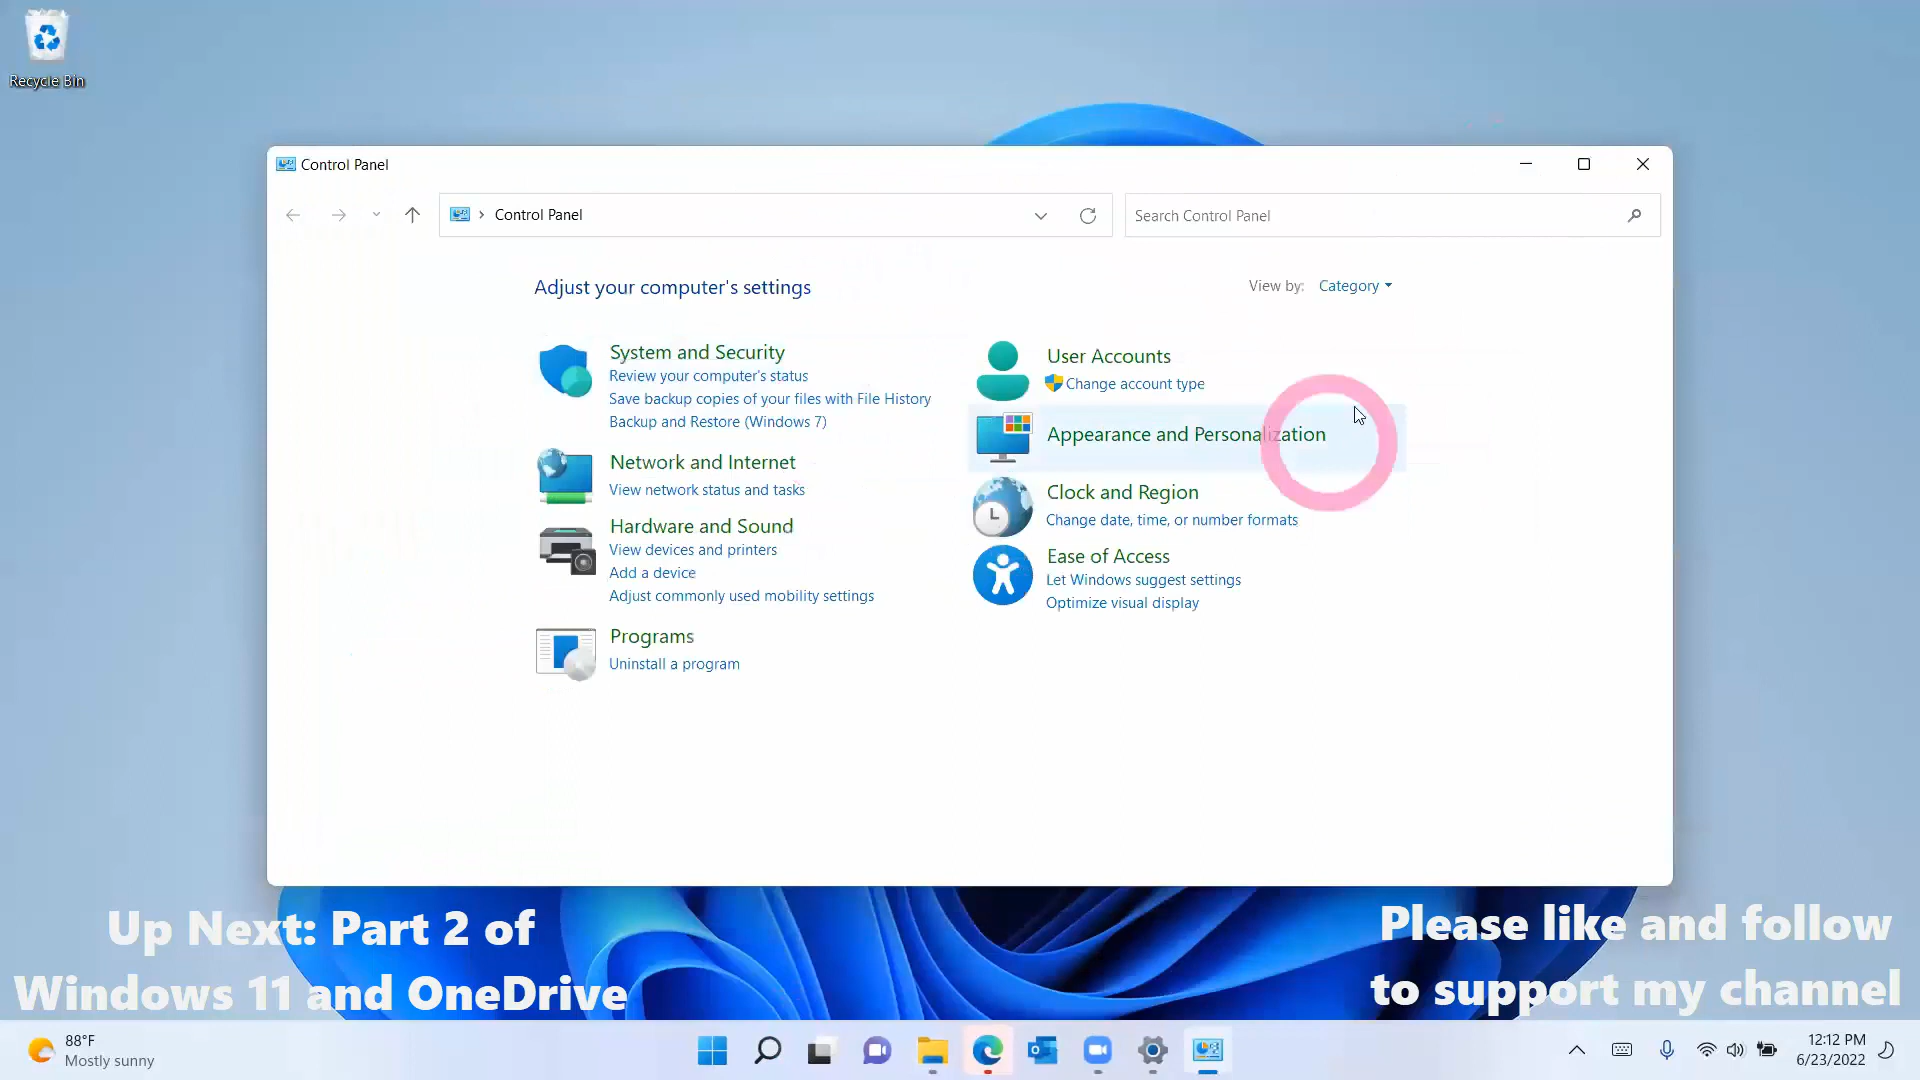 Recycle Bin
Control Panel
Control Panel
Search Control Panel
Adjust your computer's settings
View by: Category
System and Security
Review your computer's status
Save backup copies of your files with File History
Backup and Restore (Windows 7)
Network and Internet
View network status and tasks
Hardware and Sound
View devices and printers
Add a device
Adjust commonly used mobility settings
Programs
Uninstall a program
User Accounts
Change account type
Appearance and Personalization
Clock and Region
Change date, time, or number formats
Ease of Access
Let Windows suggest settings
Optimize visual display
Up Next: Part 2 of
Windows 11 and OneDrive
Please like and follow
to support my channel
88°F
Mostly sunny
12:12 PM
6/23/2022